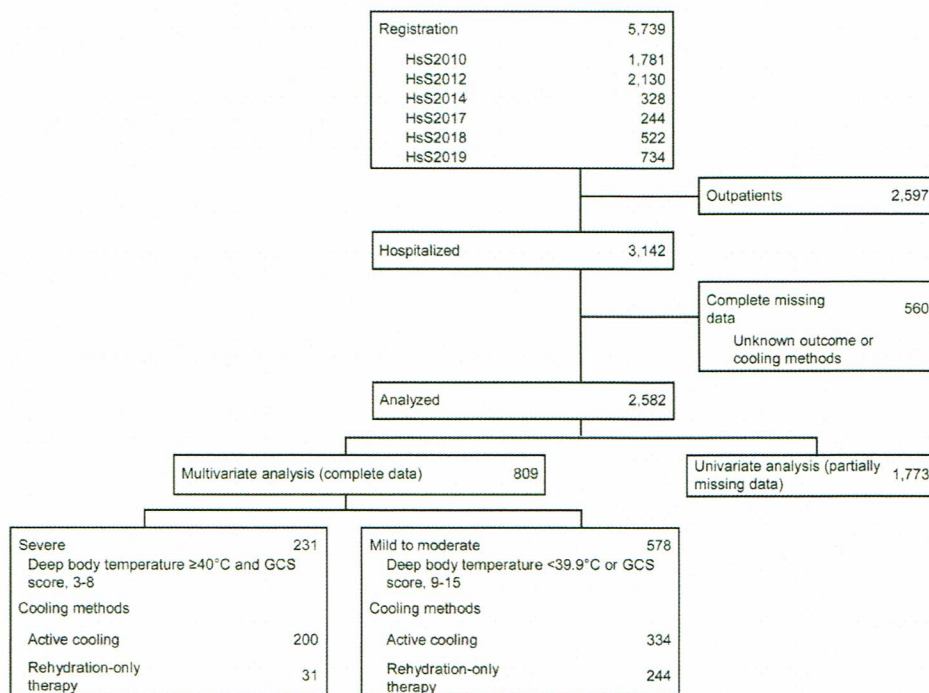 Registration 5,739
HsS2010 1,781
HsS2012 2,130
HsS2014 328
HsS2017 244
HsS2018 522
HsS2019 734
Outpatients 2,597
Hospitalized 3,142
Complete missing 560
data
Unknown outcome or
cooling methods
Analyzed 2,582
Multivariate analysis (complete data) 809
Univariate analysis (partially 1,773
missing data)
Severe 231
Deep body temperature ≥40°C and GCS
score, 3-8
Cooling methods
Active cooling 200
Rehydration-only 31
therapy
Mild to moderate 578
Deep body temperature <39.9°C or GCS
score, 9-15
Cooling methods
Active cooling 334
Rehydration-only 244
therapy